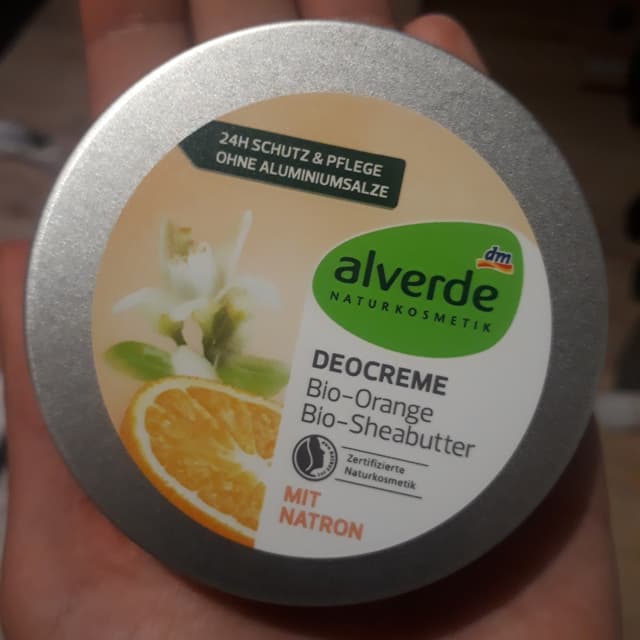 24H SCHUTZ & PFLEGE
OHNE ALUMINIUMSALZE
dm
alverde
NATURKOSMETIK
DEOCREME
Bio-Orange
Bio-Sheabutter
Zertifizierte
Naturkosmetik
MIT
NATRON